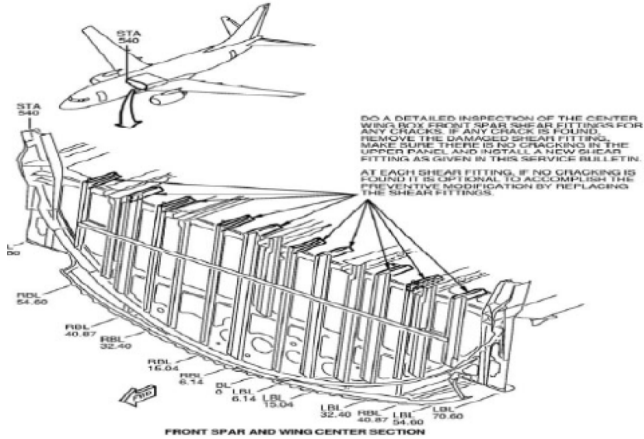 STA
540
STA
540
DO A DETAILED INSPECTION OF THE CENTER
WING BOX FRONT SPAR SHEAR FITTINGS FOR
ANY CRACKS. IF ANY CRACK IS FOUND,
REMOVE THE DAMAGED SHEAR FITTING,
MAKE SURE THERE IS NO CRACKING IN THE
UPPER PANEL AND INSTALL A NEW SHEAR
FITTING AS GIVEN IN THIS SERVICE BULLETIN.
AT EACH SHEAR FITTING, IF NO CRACKING IS
FOUND IT IS OPTIONAL TO ACCOMPLISH THE
PREVENTIVE MODIFICATION BY REPLACING
THE SHEAR FITTINGS.
RBL
54.60
RBL
40.87
RBL
32.40
RBL
15.04
RBL
6.14
BL
0
LBL
6.14
LBL
15.04
LBL
32.40
RBL
40.87
LBL
54.60
LBL
70.60
FWD
FRONT SPAR AND WING CENTER SECTION